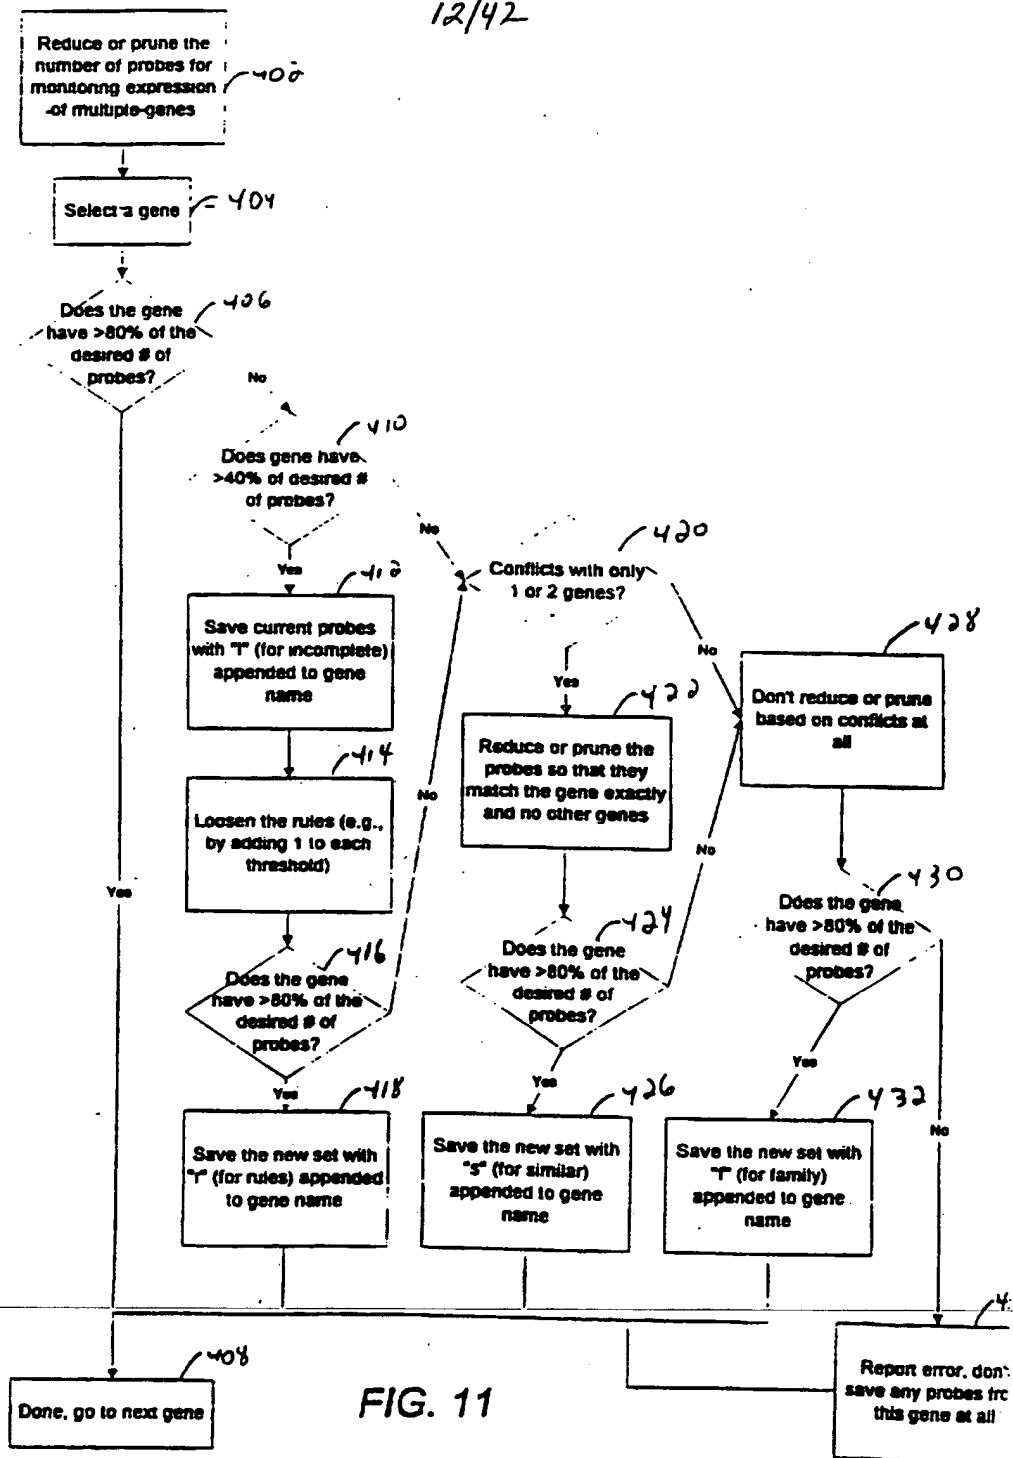 12/42
Reduce or prune the
number of probes for
monitoring expression
of multiple genes
402
Select a gene
404
Does the gene
have >80% of the
desired # of
probes?
406
No
Does gene have
>40% of desired #
of probes?
410
No
Yes
Conflicts with only
1 or 2 genes?
420
Save current probes
with "I" (for incomplete)
appended to gene
name
412
No
Yes
Don't reduce or prune
based on conflicts at
all
428
Reduce or prune the
probes so that they
match the gene exactly
and no other genes
422
Loosen the rules (e.g.,
by adding 1 to each
threshold)
414
No
No
Yes
Does the gene
have >80% of the
desired # of
probes?
416
Does the gene
have >80% of the
desired # of
probes?
424
Does the gene
have >80% of the
desired # of
probes?
430
Yes
Yes
Yes
No
Save the new set with
"r" (for rules) appended
to gene name
418
Save the new set with
"s" (for similar)
appended to gene
name
426
Save the new set with
"f" (for family)
appended to gene
name
432
Done, go to next gene
408
FIG. 11
Report error, don't
save any probes
this gene at all